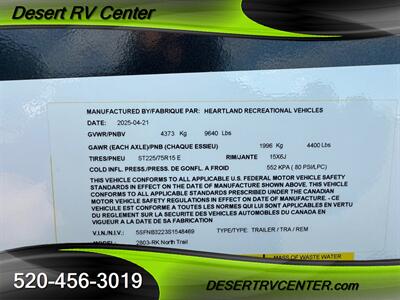 Desert RV Center
MANUFACTURED BY/FABRIQUE PAR: HEARTLAND RECREATIONAL VEHICLES
DATE: 2025-04-21
GVWR/PNBV 4373 Kg 9640 Lbs
GAWR (EACH AXLE)/PNB (CHAQUE ESSIEU) 1996 Kg 4400 Lbs
TIRES/PNEU ST225/75R15 E RIM/JANTE 15X6J
COLD INFL. PRESS./PRESS. DE GONFL. A FROID 552 KPA ( 80 PSI/LPC)
THIS VEHICLE CONFORMS TO ALL APPLICABLE U.S. FEDERAL MOTOR VEHICLE SAFETY
STANDARDS IN EFFECT ON THE DATE OF MANUFACTURE SHOWN ABOVE. THIS
VEHICLE CONFORMS TO ALL APPLICABLE STANDARDS PRESCRIBED UNDER THE
CANADIAN MOTOR VEHICLE SAFETY REGULATIONS IN EFFECT ON THE DATE OF
MANUFACTURE / CE VEHICULE EST CONFORME A TOUTES LES NORMES QUI LUI SONT
APPLICABLES EN VERTU DU REGLEMENT SUR LA SECURITE DES VEHICULES AUTOMOBILES DU CANADA EN VIGUEUR
A LA DATE DE SA FABRICATION
V.I.N./N.I.V.: TYPE/TYPE: TRAILER / TRA / REM
MODEL: 2803-RK North Trail
MAX OF WASTE WATER
520-456-3019
DesertRVCenter.com